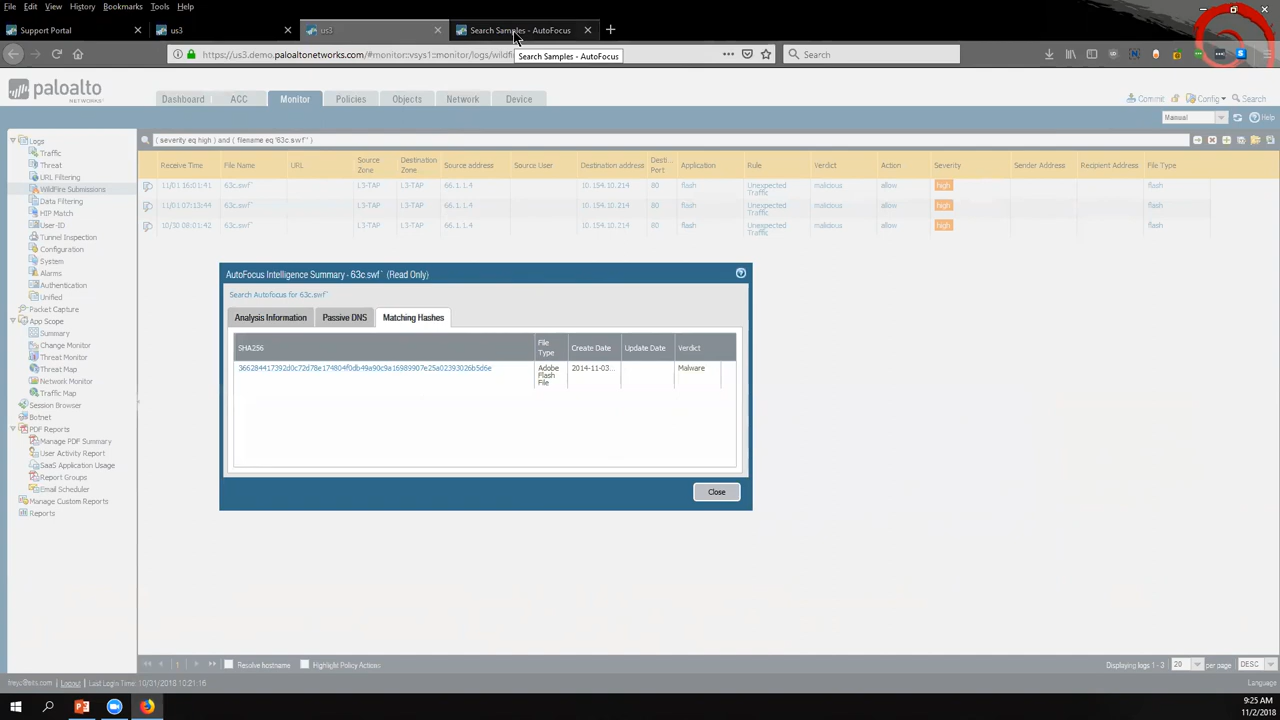 File Edit View History Bookmarks Tools Help
Support Portal
us3
us3
Search Samples - AutoFocus
https://us3.demo.paloaltonetworks.com/#monitor::vsys1::monitor/logs/wildfi
Search
Search Samples - AutoFocus
paloalto
NETWORKS
Dashboard ACC Monitor Policies Objects Network Device
Commit Config Search
Manual Help
( severity eq high ) and ( filename eq '63c.swf`' )
Logs
Traffic
Threat
URL Filtering
WildFire Submissions
Data Filtering
HIP Match
User-ID
Tunnel Inspection
Configuration
System
Alarms
Authentication
Unified
Packet Capture
App Scope
Summary
Change Monitor
Threat Monitor
Threat Map
Network Monitor
Traffic Map
Session Browser
Botnet
PDF Reports
Manage PDF Summary
User Activity Report
SaaS Application Usage
Report Groups
Email Scheduler
Manage Custom Reports
Reports
Receive Time File Name URL Source Zone Destination Zone Source address Source User Destination address Desti... Port Application Rule Verdict Action Severity Sender Address Recipient Address File Type
11/01 16:01:41 63c.swf` L3-TAP L3-TAP 66.1.1.4 10.154.10.214 80 flash Unexpected Traffic malicious allow high flash
11/01 07:13:44 63c.swf` L3-TAP L3-TAP 66.1.1.4 10.154.10.214 80 flash Unexpected Traffic malicious allow high flash
10/30 08:01:42 63c.swf` L3-TAP L3-TAP 66.1.1.4 10.154.10.214 80 flash Unexpected Traffic malicious allow high flash
AutoFocus Intelligence Summary - 63c.swf` (Read Only)
Search Autofocus for 63c.swf`
Analysis Information Passive DNS Matching Hashes
SHA256 File Type Create Date Update Date Verdict
366284417392d0c72d78e174804f0db49a90c9a16989907e25a02393026b5d6e Adobe Flash File 2014-11-03... Malware
Close
1
Resolve hostname
Highlight Policy Actions
Displaying logs 1 - 3 20 per page DESC
Logout Last Login Time: 10/31/2018 10:21:16
Language
9:25 AM
11/2/2018